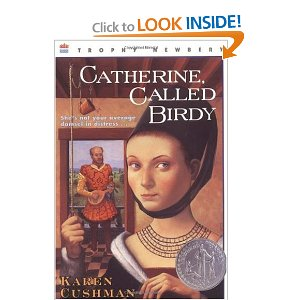 Click to LOOK INSIDE!
TROPHY NEWBERY
CATHERINE,
CALLED
BIRDY
She's not your average
damsel in distress . . . .
KAREN
CUSHMAN